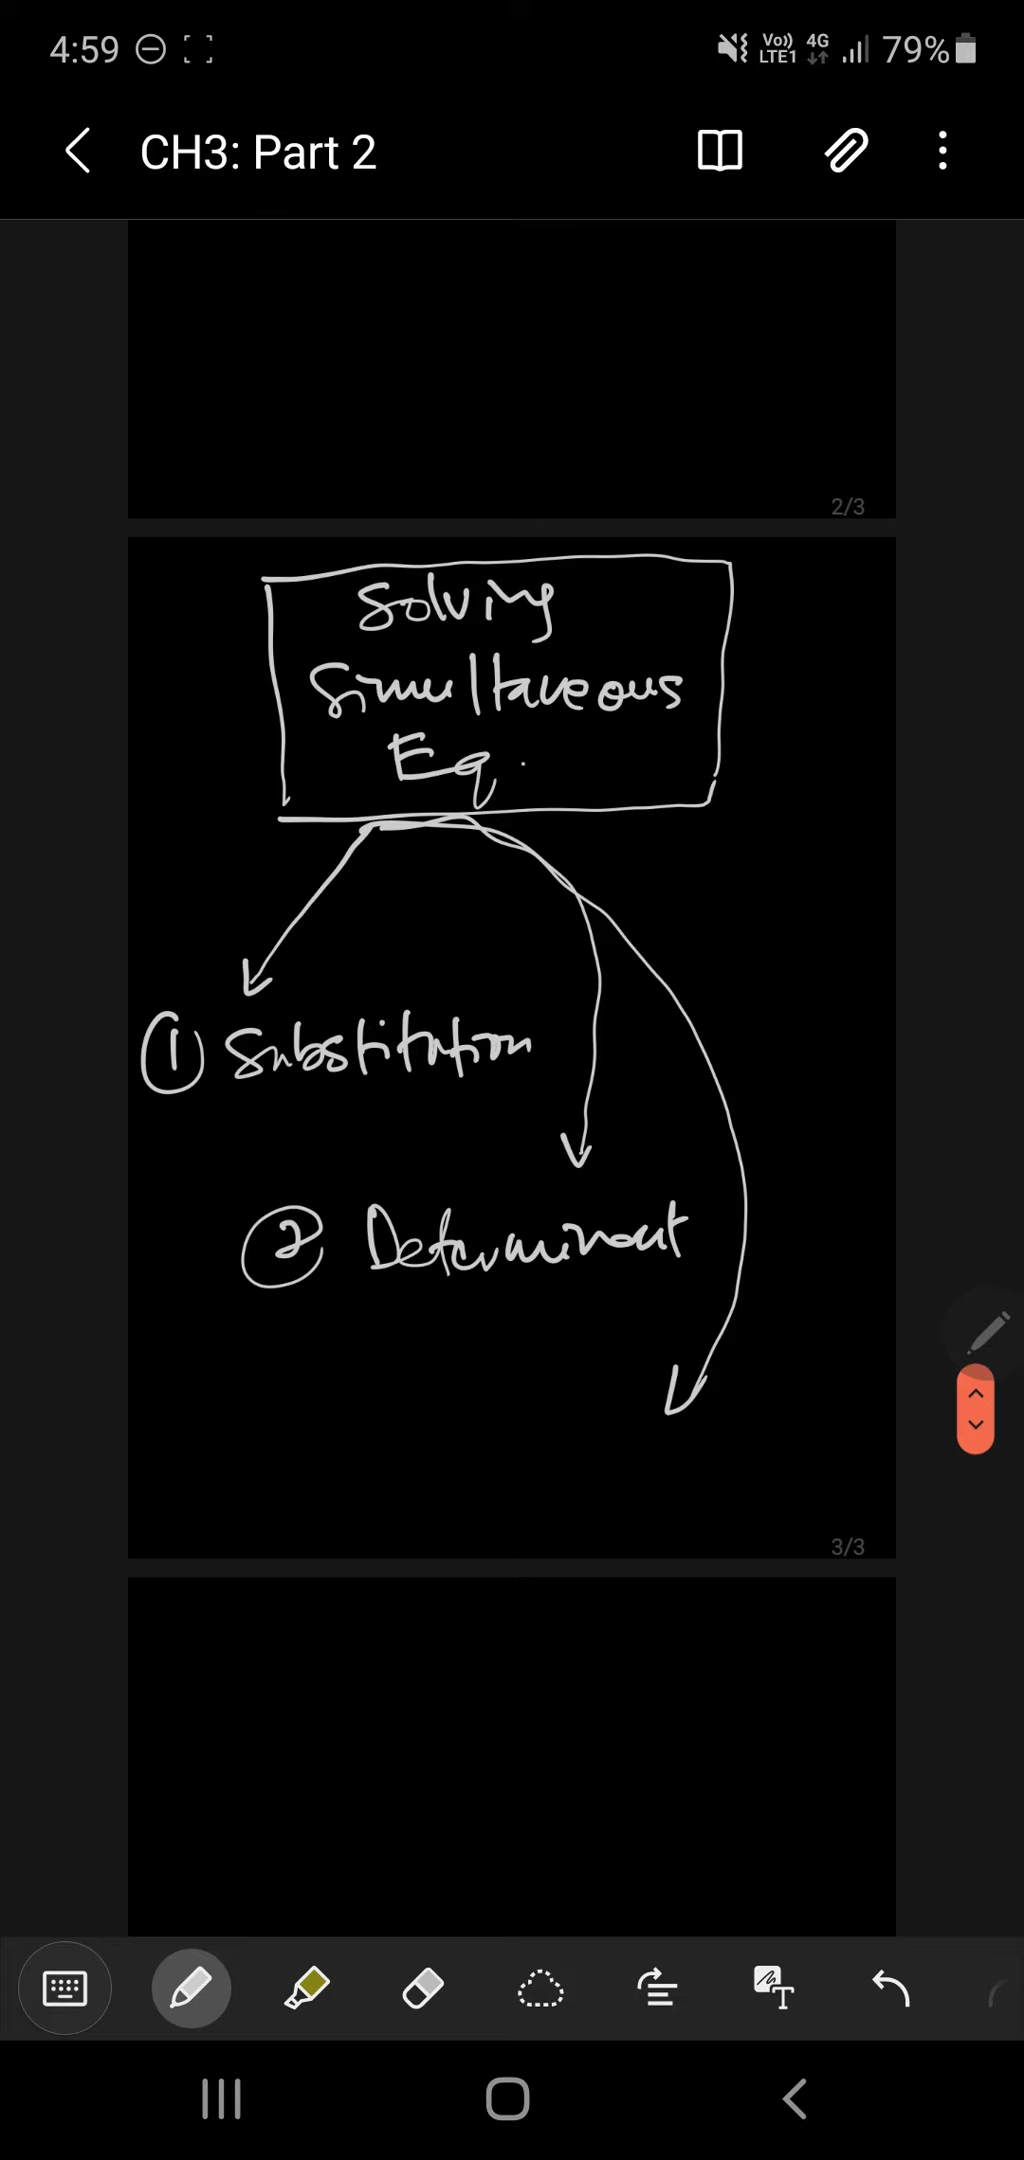 4:59
Vo)) LTE1 4G 79%
CH3: Part 2
2/3
Solving
Simultaneous
Eq.
① Substitution
② Determinant
3/3